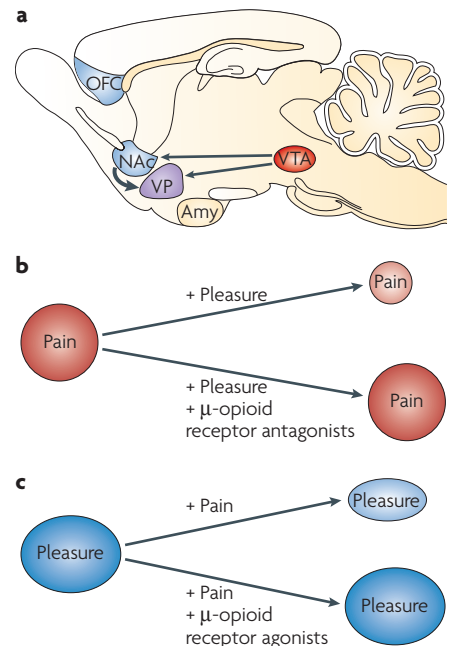 a
OFC
NAc
VP
VTA
Amy
b
Pain
+ Pleasure
Pain
+ Pleasure
+ μ-opioid
receptor antagonists
Pain
c
Pleasure
+ Pain
Pleasure
+ Pain
+ μ-opioid
receptor agonists
Pleasure